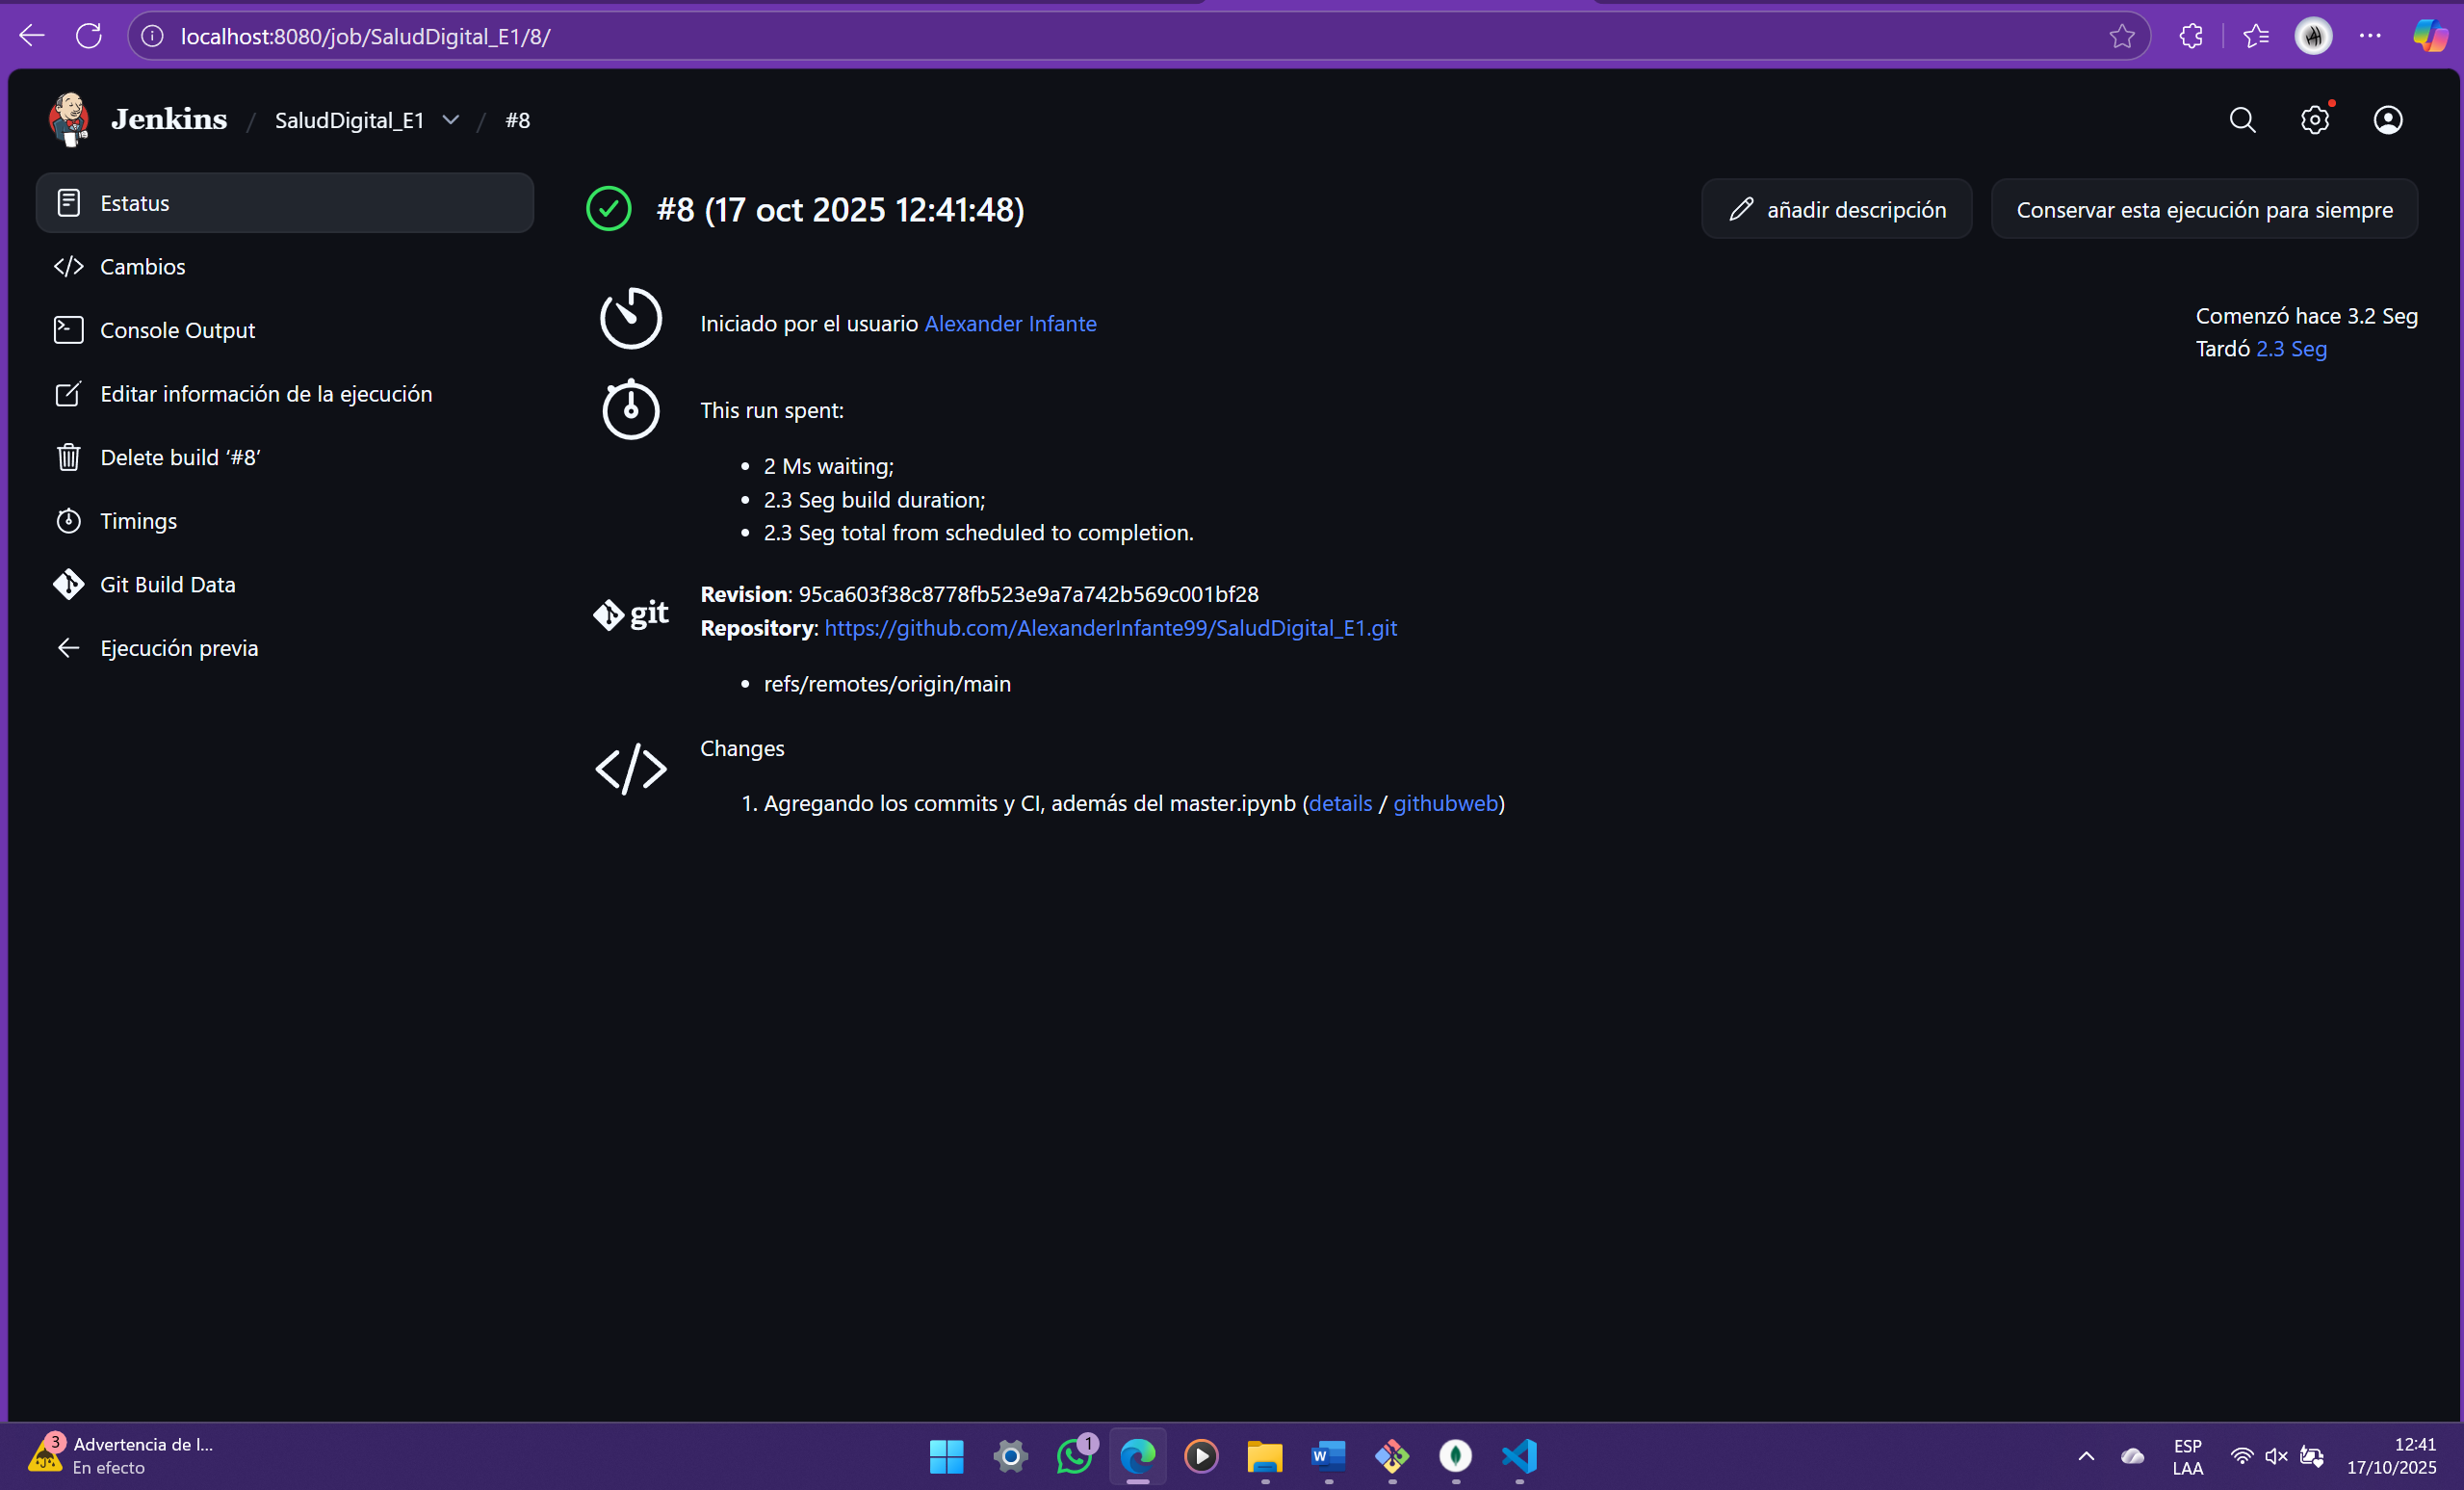 localhost:8080/job/SaludDigital_E1/8/
Jenkins / SaludDigital_E1 / #8
Estatus
Cambios
Console Output
Editar información de la ejecución
Delete build ‘#8’
Timings
Git Build Data
Ejecución previa
#8 (17 oct 2025 12:41:48)
añadir descripción
Conservar esta ejecución para siempre
Iniciado por el usuario Alexander Infante
Comenzó hace 3.2 Seg
Tardó 2.3 Seg
This run spent:
2 Ms waiting;
2.3 Seg build duration;
2.3 Seg total from scheduled to completion.
git
Revision: 95ca603f38c8778fb523e9a7a742b569c001bf28
Repository: https://github.com/AlexanderInfante99/SaludDigital_E1.git
refs/remotes/origin/main
Changes
1. Agregando los commits y CI, además del master.ipynb (details / githubweb)
3
Advertencia de l...
En efecto
1
W
ESP
LAA
12:41
17/10/2025